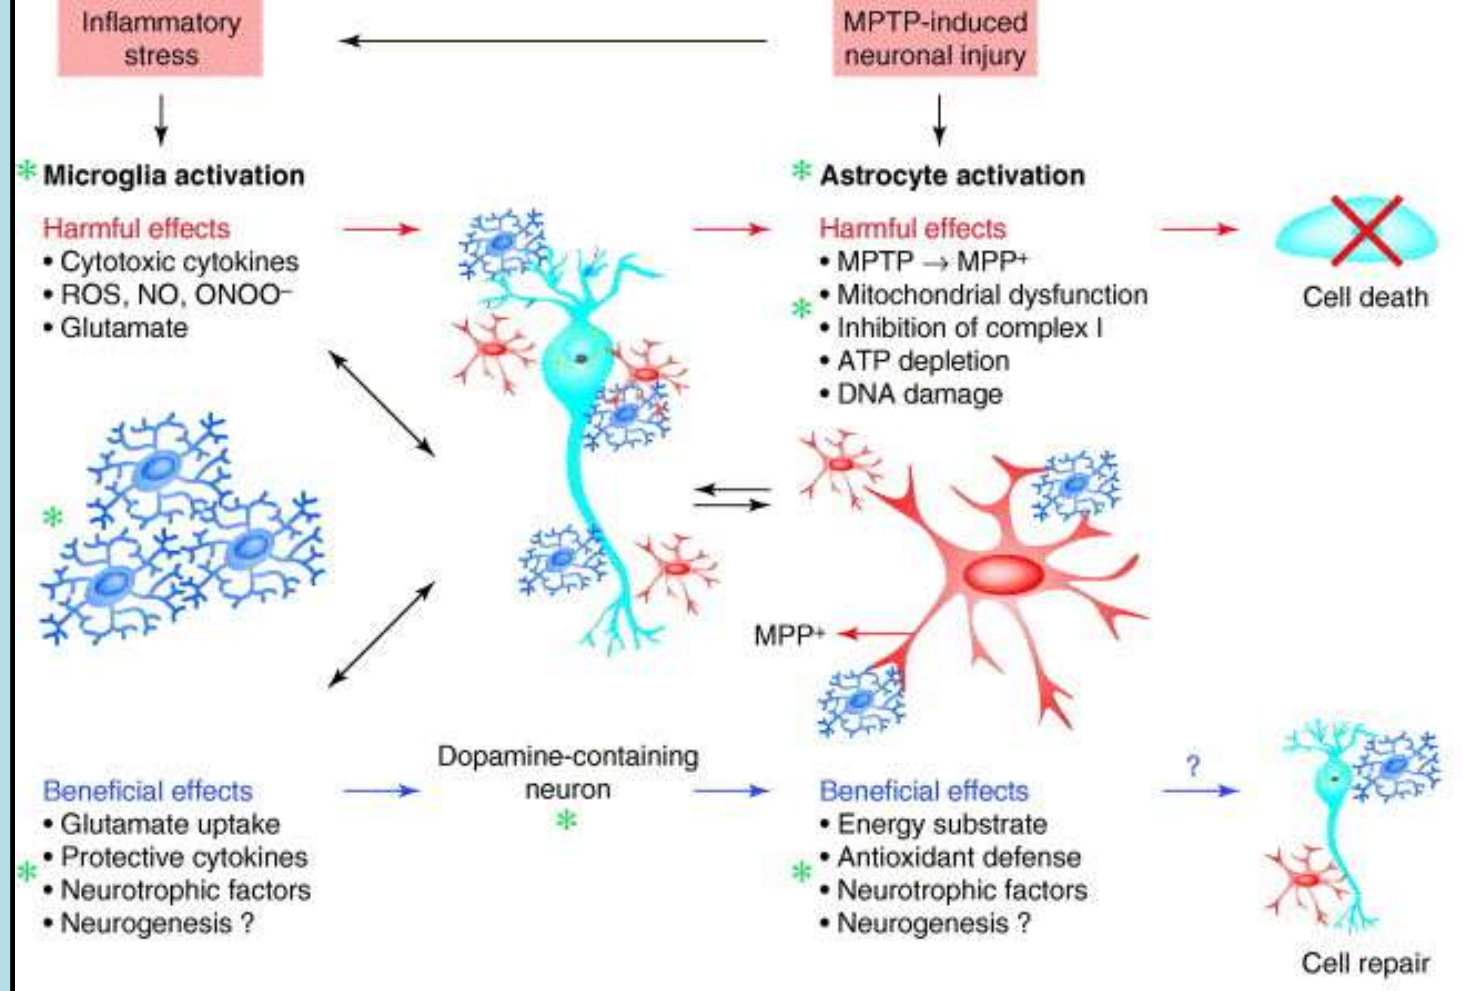 Inflammatory
stress
MPTP-induced
neuronal injury
* Microglia activation
Harmful effects
• Cytotoxic cytokines
• ROS, NO, ONOO⁻
• Glutamate
* Astrocyte activation
Harmful effects
• MPTP → MPP⁺
• Mitochondrial dysfunction
* • Inhibition of complex I
• ATP depletion
• DNA damage
Cell death
*
MPP⁺
Beneficial effects
• Glutamate uptake
• Protective cytokines
* • Neurotrophic factors
• Neurogenesis ?
Dopamine-containing
neuron
*
Beneficial effects
• Energy substrate
• Antioxidant defense
* • Neurotrophic factors
• Neurogenesis ?
?
Cell repair